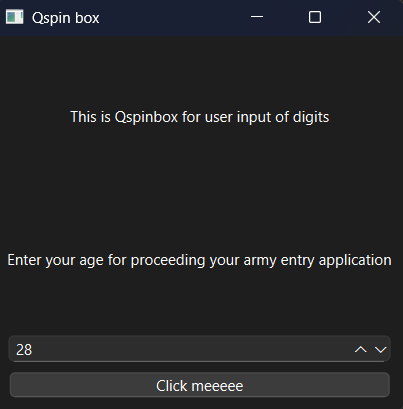 Qspin box
This is Qspinbox for user input of digits
Enter your age for proceeding your army entry application
28
Click meeeee